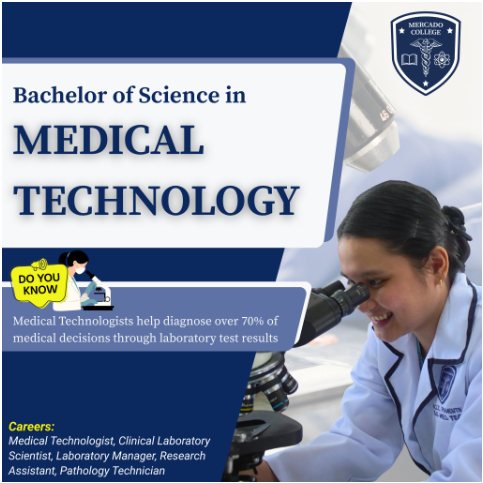 MERCADO
COLLEGE
Bachelor of Science in
MEDICAL
TECHNOLOGY
DO YOU
KNOW
Medical Technologists help diagnose over 70% of
medical decisions through laboratory test results
Careers:
Medical Technologist, Clinical Laboratory
Scientist, Laboratory Manager, Research
Assistant, Pathology Technician